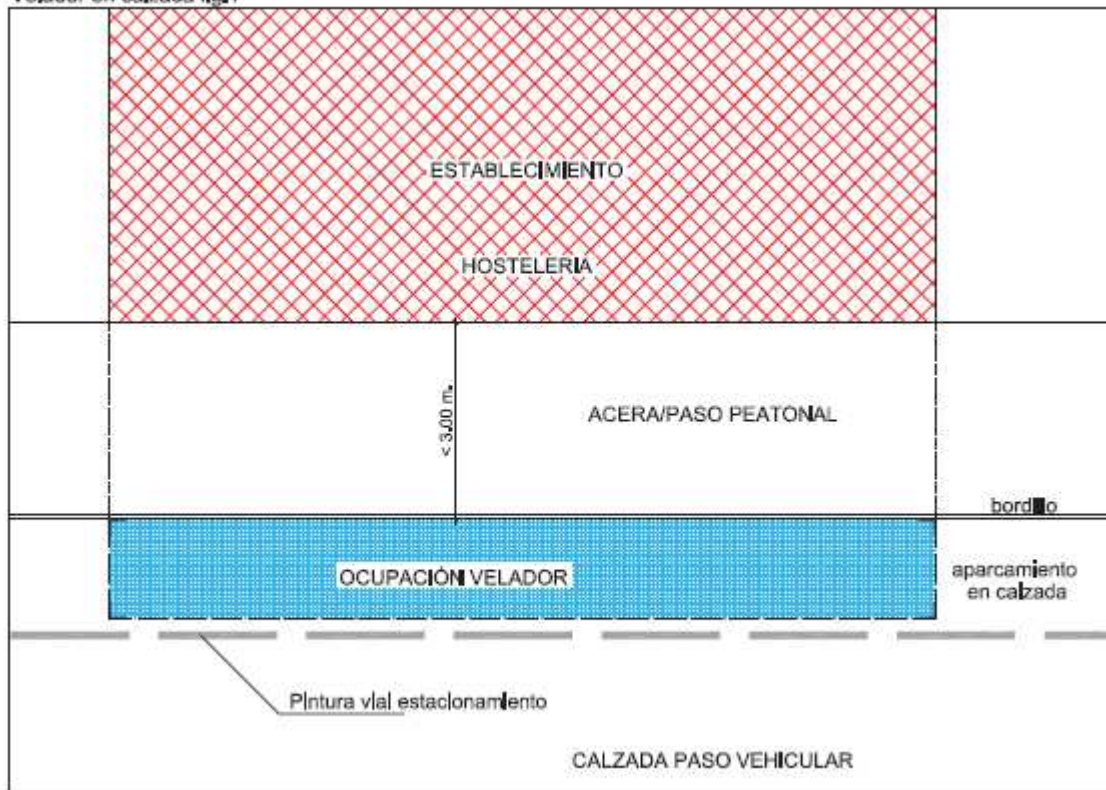 ESTABLECIMIENTO
HOSTELERIA
< 3.00 m.
ACERA/PASO PEATONAL
bordillo
OCUPACIÓN VELADOR
aparcamiento
en calzada
Pintura vial estacionamiento
CALZADA PASO VEHICULAR